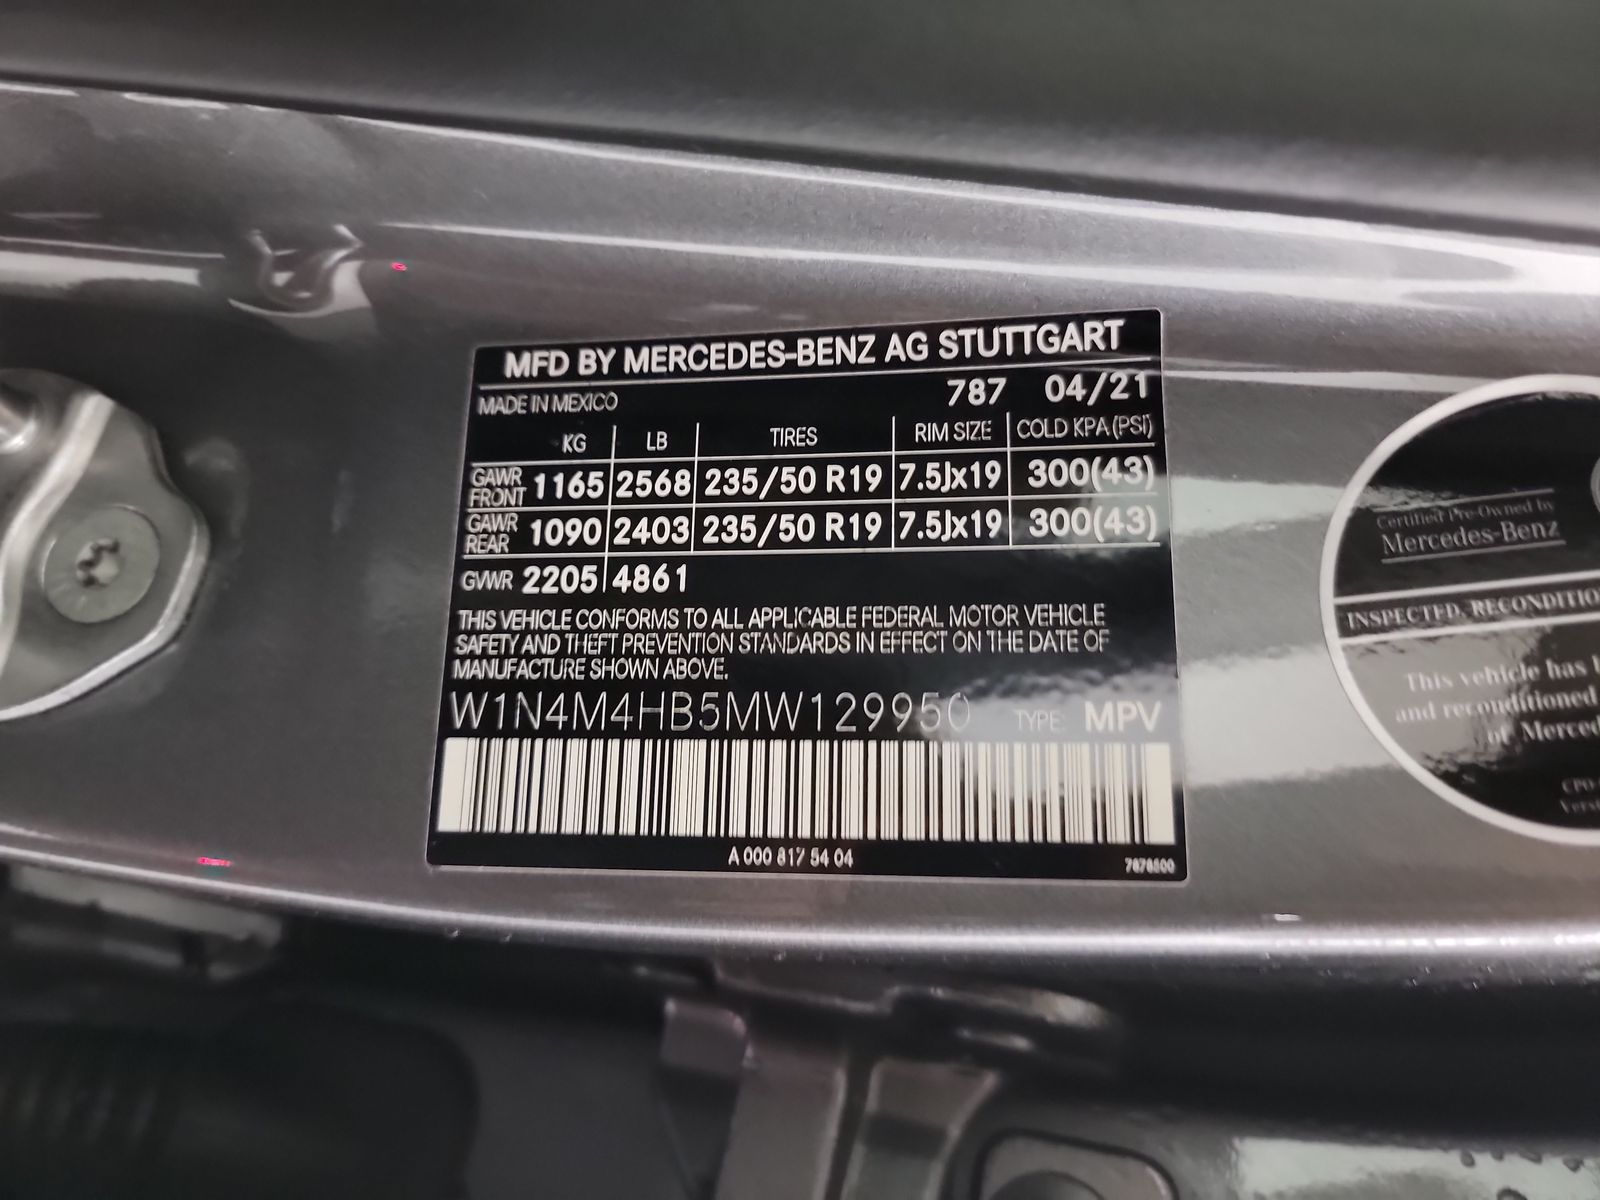 MFD BY MERCEDES-BENZ AG STUTTGART
MADE IN MEXICO 787 04/21
KG LB TIRES RIM SIZE COLD KPA (PSI)
GAWR FRONT 1165 2568 235/50 R19 7.5Jx19 300(43)
GAWR REAR 1090 2403 235/50 R19 7.5Jx19 300(43)
GVWR 2205 4861
THIS VEHICLE CONFORMS TO ALL APPLICABLE FEDERAL MOTOR VEHICLE
SAFETY AND THEFT PREVENTION STANDARDS IN EFFECT ON THE DATE OF
MANUFACTURE SHOWN ABOVE.
W1N4M4HB5MW129950 TYPE: MPV
A 000 817 54 04
7878500
Certified Pre-Owned by
Mercedes-Benz
INSPECTED, RECONDITIO
This vehicle has
and reconditioned
of Merced
CPO